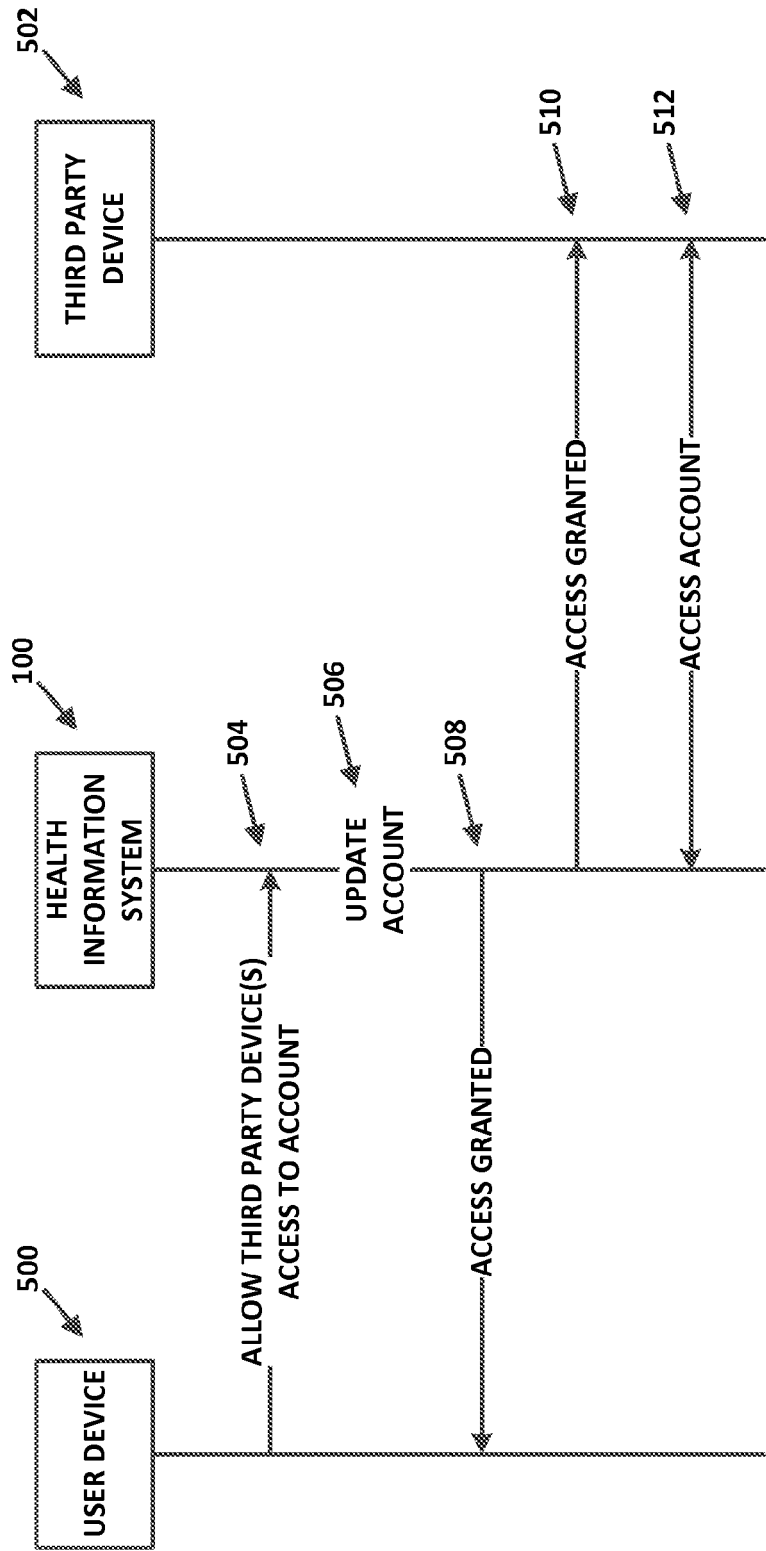 500
USER DEVICE
100
HEALTH
INFORMATION
SYSTEM
502
THIRD PARTY
DEVICE
504
ALLOW THIRD PARTY DEVICE(S)
ACCESS TO ACCOUNT
506
UPDATE
ACCOUNT
508
ACCESS GRANTED
510
ACCESS GRANTED
512
ACCESS ACCOUNT